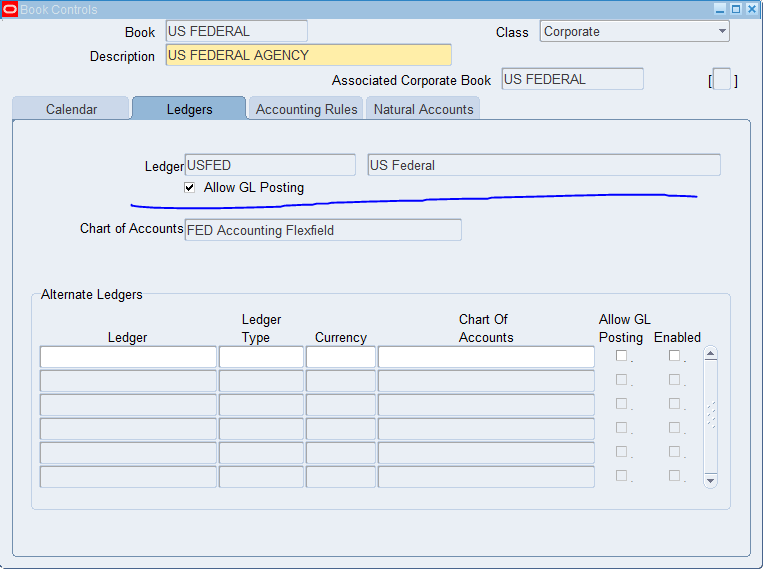 Book Controls
Book US FEDERAL Class Corporate
Description US FEDERAL AGENCY
Associated Corporate Book US FEDERAL [ ]
Calendar Ledgers Accounting Rules Natural Accounts
Ledger USFED US Federal
Allow GL Posting
Chart of Accounts FED Accounting Flexfield
Alternate Ledgers
Ledger Chart Of Allow GL
Ledger Type Currency Accounts Posting Enabled